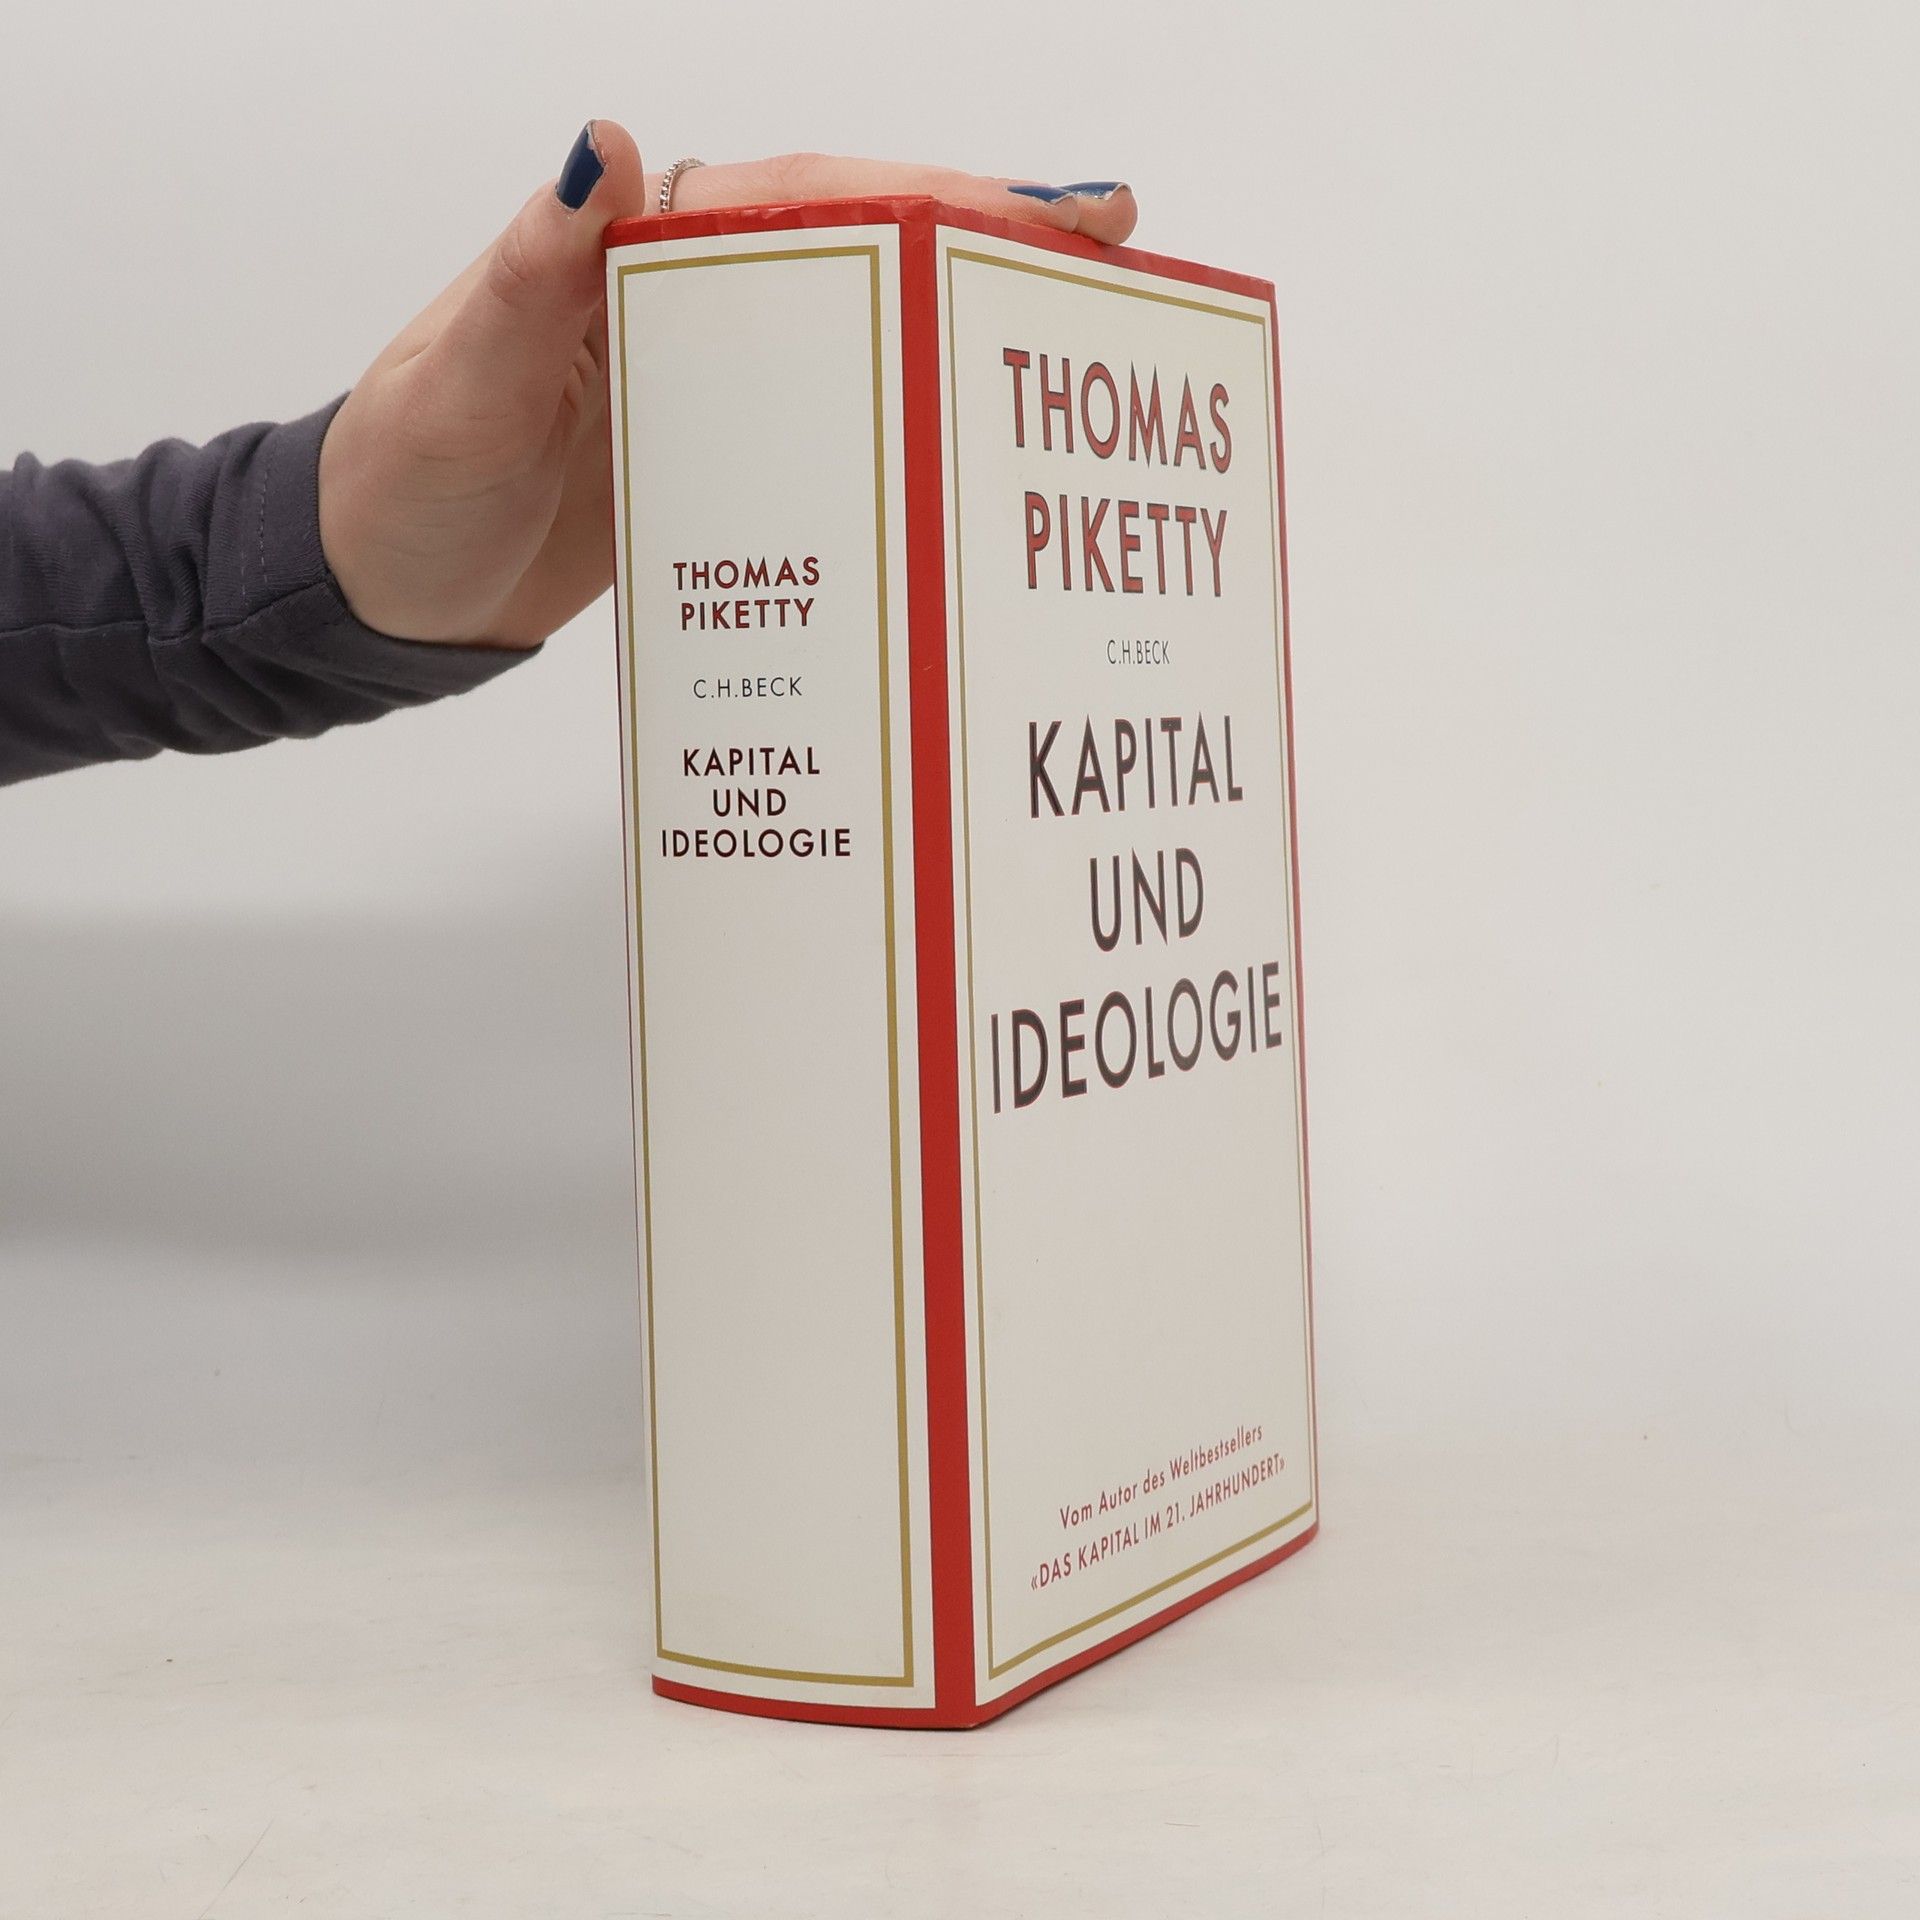 THOMAS
PIKETTY
C.H.BECK
KAPITAL
UND
IDEOLOGIE
THOMAS
PIKETTY
C.H.BECK
KAPITAL
UND
IDEOLOGIE
Vom Autor des Weltbestsellers
«DAS KAPITAL IM 21. JAHRHUNDERT»